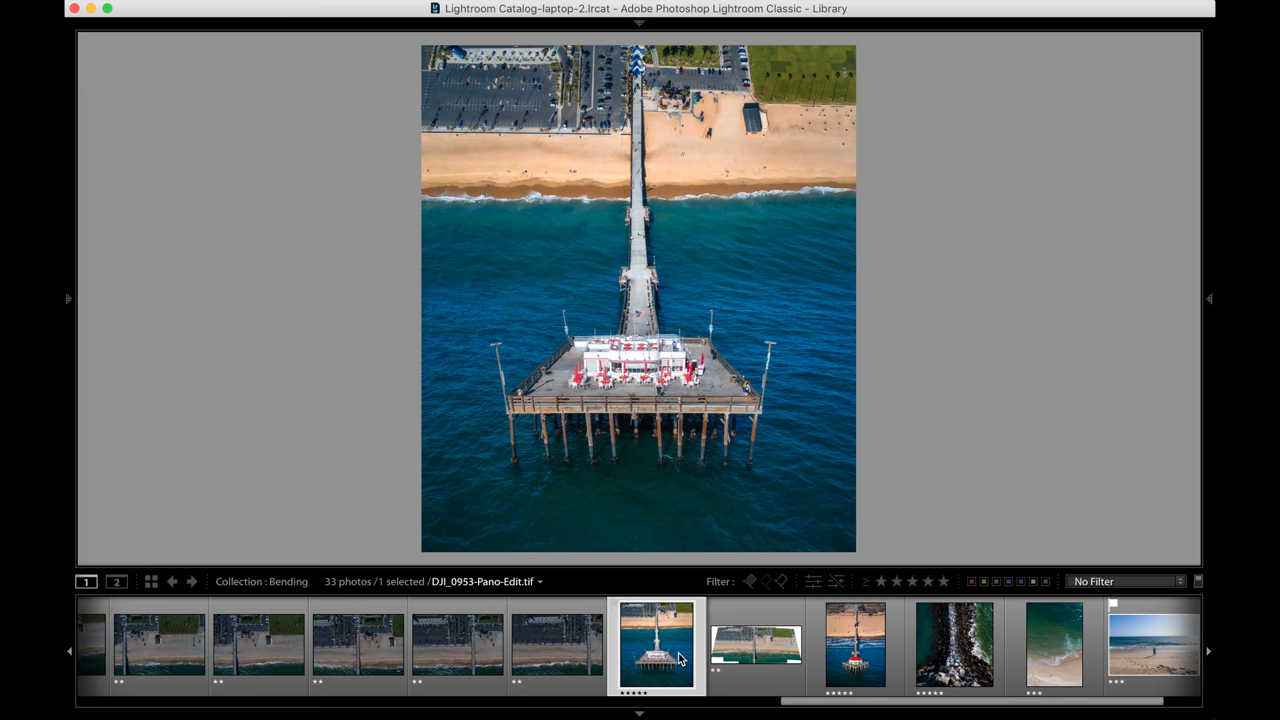 Lightroom Catalog-laptop-2.lrcat - Adobe Photoshop Lightroom Classic - Library
1 2 Collection : Bending 33 photos / 1 selected / DJI_0953-Pano-Edit.tif Filter : No Filter